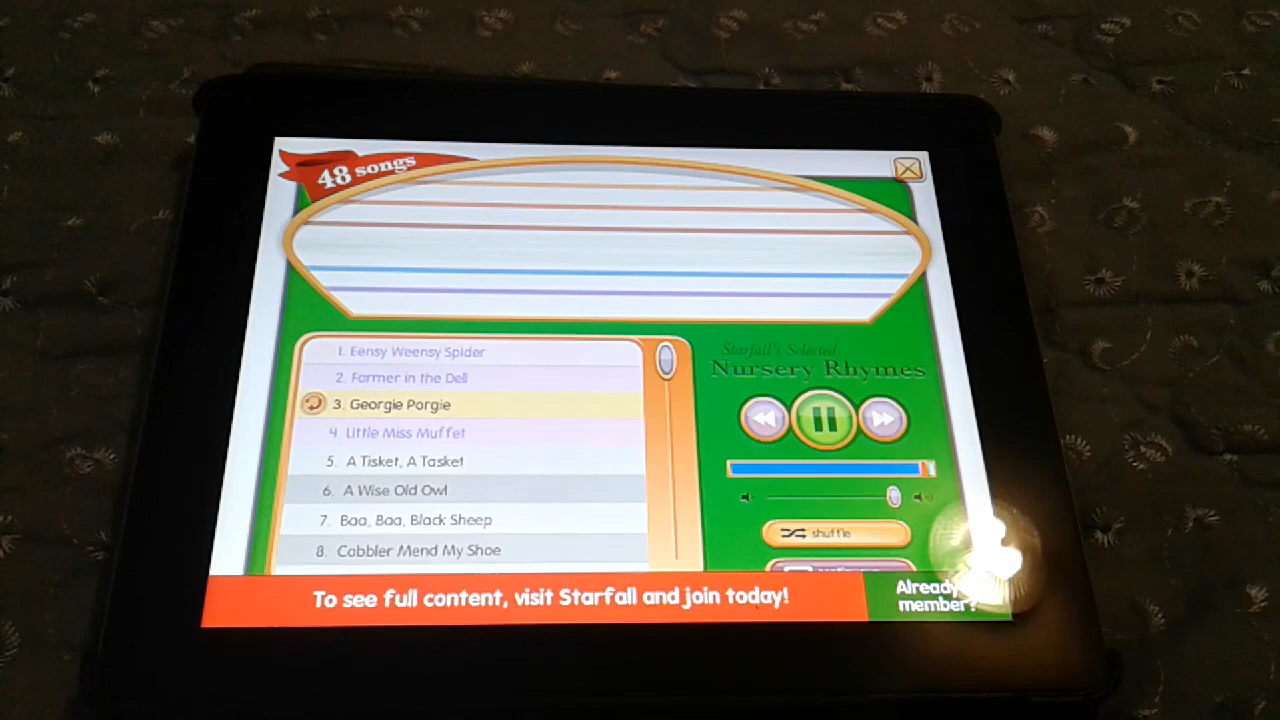 48 songs
1. Eensy Weensy Spider
2. Farmer in the Dell
3. Georgie Porgie
4. Little Miss Muffet
5. A Tisket, A Tasket
6. A Wise Old Owl
7. Baa, Baa, Black Sheep
8. Cobbler Mend My Shoe
Starfall's Selected
Nursery Rhymes
shuffle
To see full content, visit Starfall and join today!
Already
member?